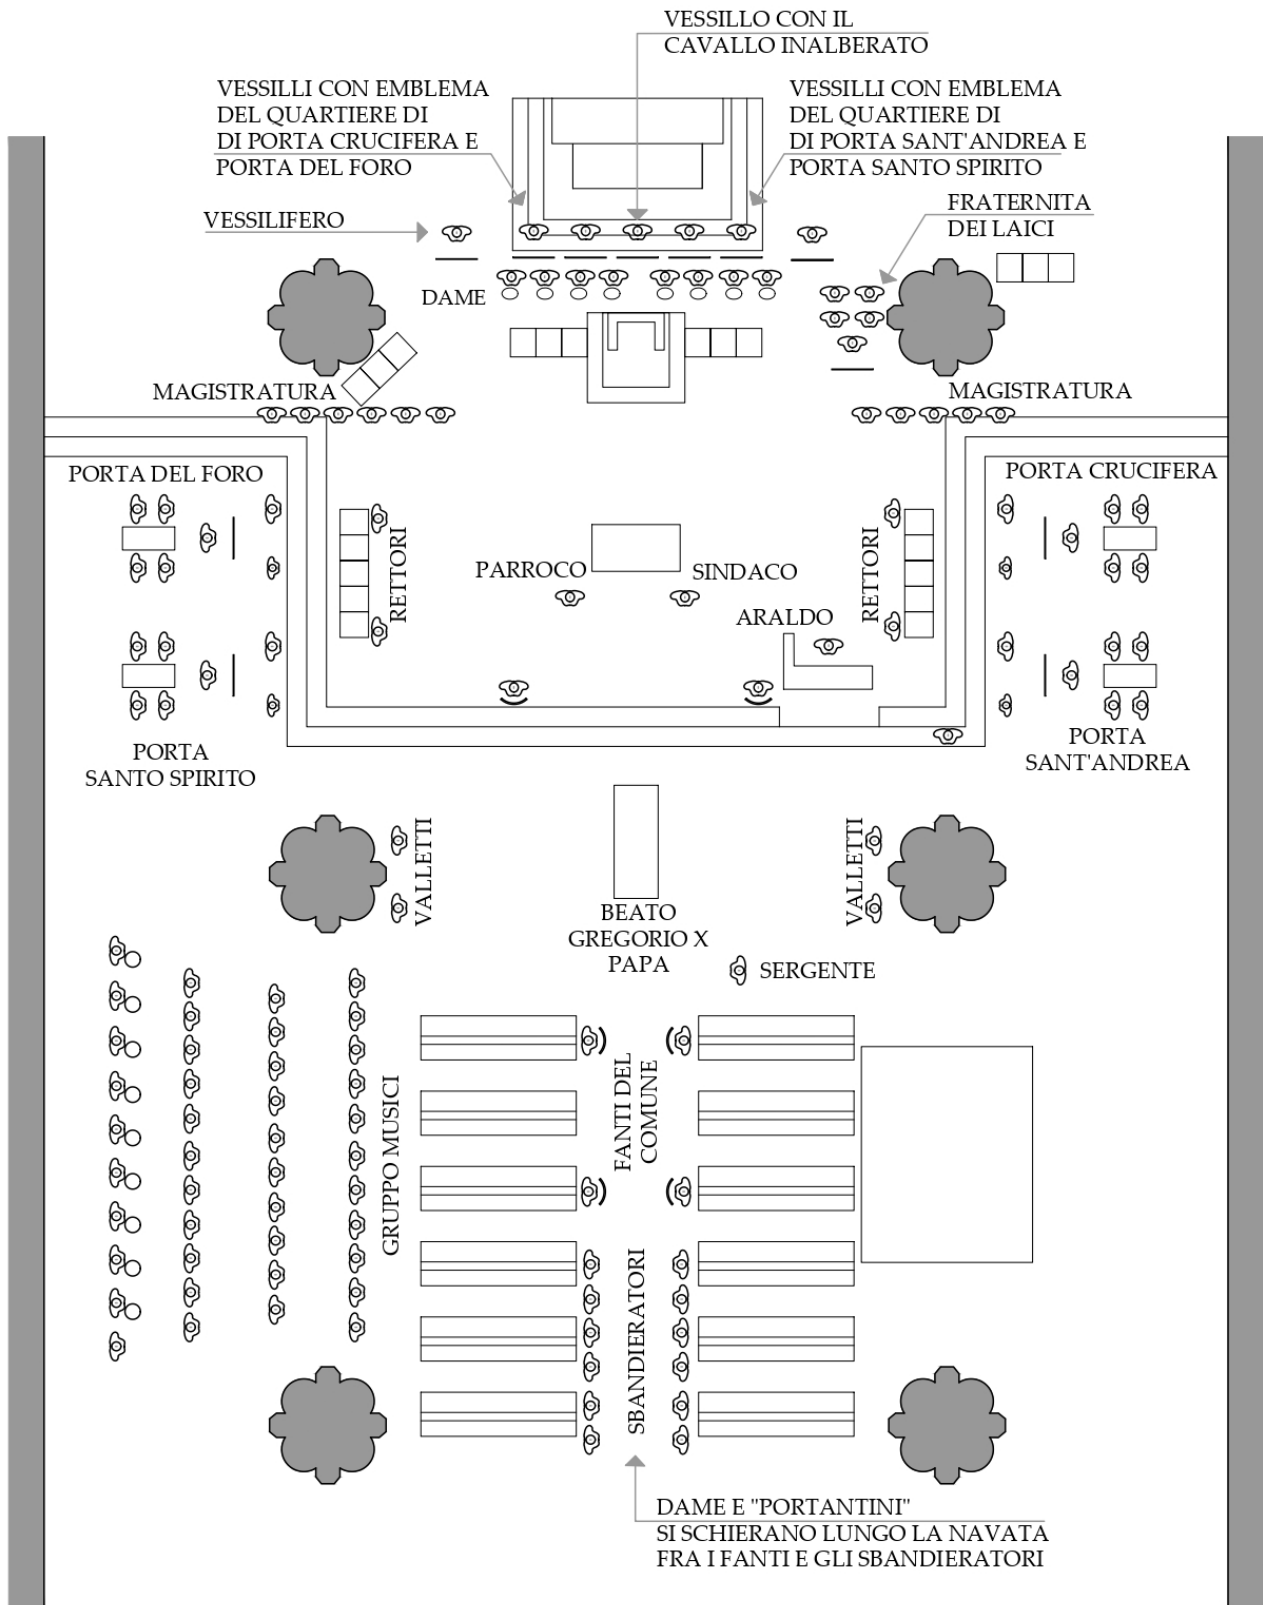 VESSILLO CON IL
CAVALLO INALBERATO
VESSILLI CON EMBLEMA
DEL QUARTIERE DI
DI PORTA CRUCIFERA E
PORTA DEL FORO
VESSILLI CON EMBLEMA
DEL QUARTIERE DI
DI PORTA SANT'ANDREA E
PORTA SANTO SPIRITO
VESSILIFERO
FRATERNITA
DEI LAICI
DAME
MAGISTRATURA
MAGISTRATURA
PORTA DEL FORO
PORTA CRUCIFERA
RETTORI
RETTORI
PARROCO
SINDACO
ARALDO
PORTA
SANTO SPIRITO
PORTA
SANT'ANDREA
VALLETTI
VALLETTI
BEATO
GREGORIO X
PAPA
SERGENTE
GRUPPO MUSICI
FANTI DEL
COMUNE
SBANDIERATORI
DAME E "PORTANTINI"
SI SCHIERANO LUNGO LA NAVATA
FRA I FANTI E GLI SBANDIERATORI